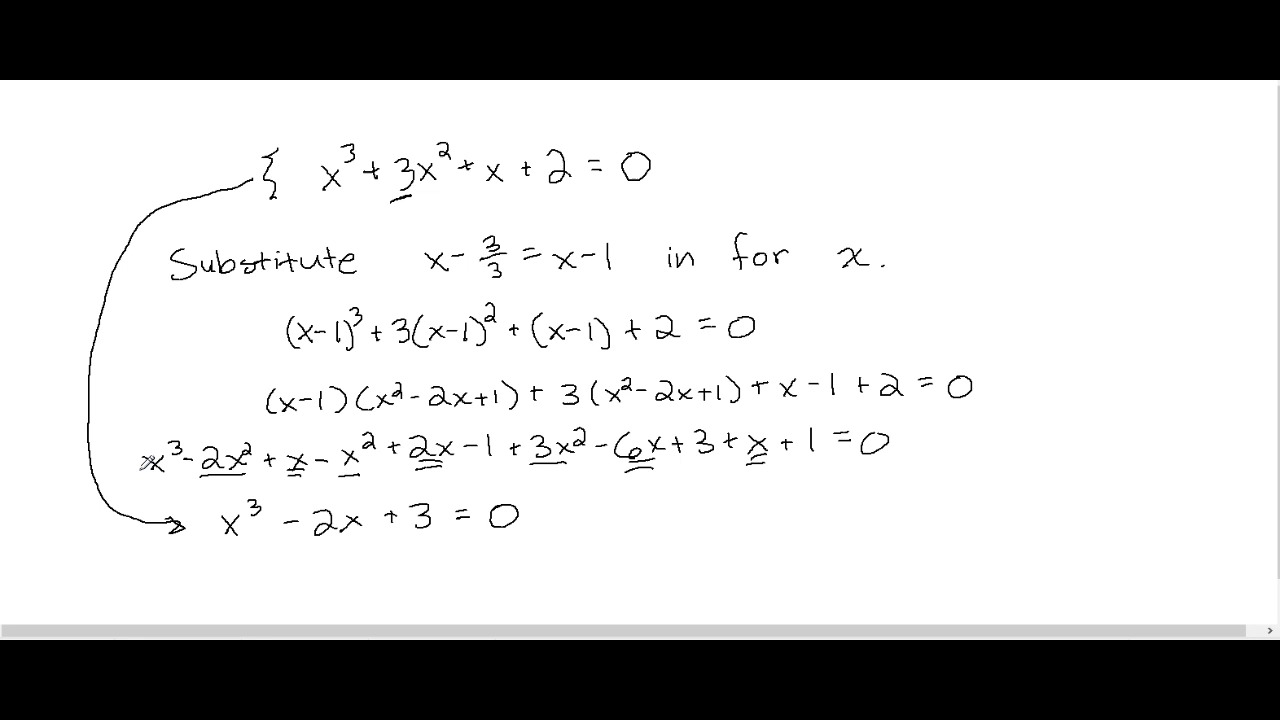 { x³ + 3x² + x + 2 = 0
Substitute x - 3/3 = x - 1 in for x.
(x-1)³ + 3(x-1)² + (x-1) + 2 = 0
(x-1)(x² - 2x + 1) + 3(x² - 2x + 1) + x - 1 + 2 = 0
x³ - 2x² + x - x² + 2x - 1 + 3x² - 6x + 3 + x + 1 = 0
x³ - 2x + 3 = 0